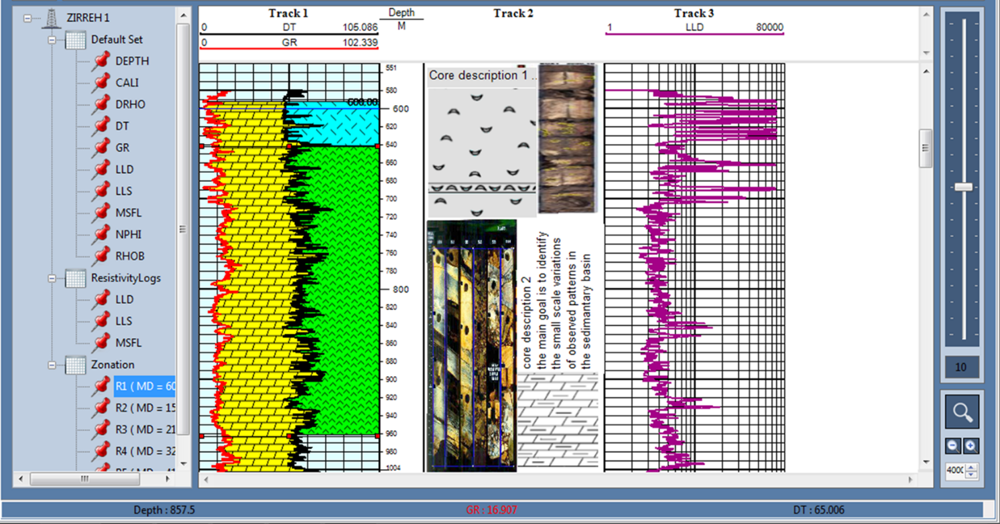 ZIRREH 1
Default Set
DEPTH
CALI
DRHO
DT
GR
LLD
LLS
MSFL
NPHI
RHOB
ResistivityLogs
LLD
LLS
MSFL
Zonation
R1 ( MD = 60
R2 ( MD = 15
R3 ( MD = 21
R4 ( MD = 32
Track 1
0 DT 105.086
0 GR 102.339
Depth
M
Track 2
Track 3
1 LLD 80000
600.00
551
580
600
620
640
660
680
700
720
740
760
780
800
820
840
860
880
900
920
940
960
980
1004
Core description 1 ..
core description 2
the main goal is to identify
the small scale variations
of observed patterns in
the sedimantary basin
10
400
Depth : 857.5
GR : 16.907
DT : 65.006